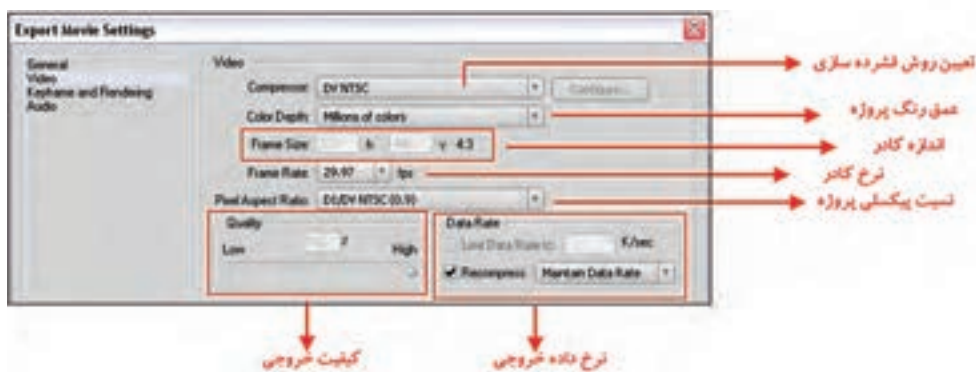 Export Movie Settings
General
Video
Keyframe and Rendering
Audio
Video
Compressor: DV NTSC
Configure...
تعیین روش فشرده سازی
Color Depth: Millions of colors
عمق رنگ پروژه
Frame Size: h v 4:3
اندازه کادر
Frame Rate: 29.97 fps
نرخ کادر
Pixel Aspect Ratio: D1/DV NTSC (0.9)
نسبت پیکسلی پروژه
Quality
Low High
Data Rate
Limit Data Rate to K/sec
Recompress Maintain Data Rate
کیفیت خروجی
نرخ داده خروجی